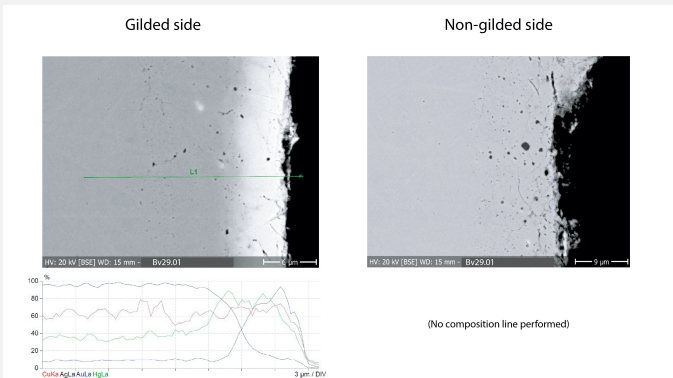 Gilded side
Non-gilded side
L1
HV: 20 kV [BSE] WD: 15 mm - Bv29.01
µm
HV: 20 kV [BSE] WD: 15 mm - Bv29.01
9 µm
%
100
80
60
40
20
0
CuKa AgLa AuLa HgLa
3 µm / DIV
(No composition line performed)